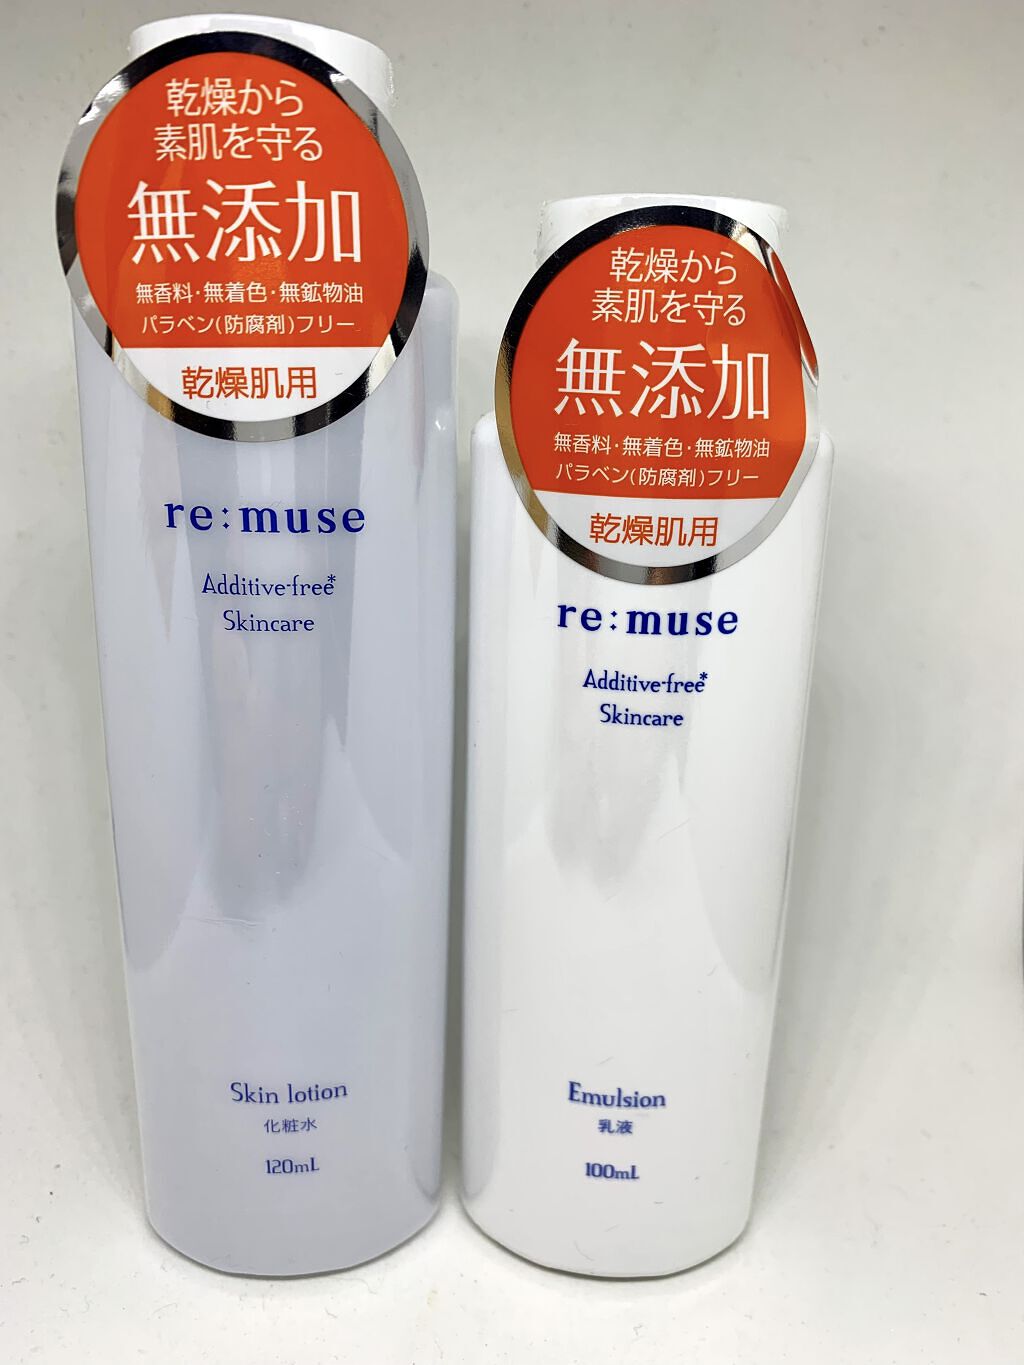 乾燥から
素肌を守る
無添加
無香料・無着色・無鉱物油
パラベン(防腐剤)フリー
乾燥肌用
re:muse
Additive-free*
Skincare
Skin lotion
化粧水
120mL
乾燥から
素肌を守る
無添加
無香料・無着色・無鉱物油
パラベン(防腐剤)フリー
乾燥肌用
re:muse
Additive-free*
Skincare
Emulsion
乳液
100mL